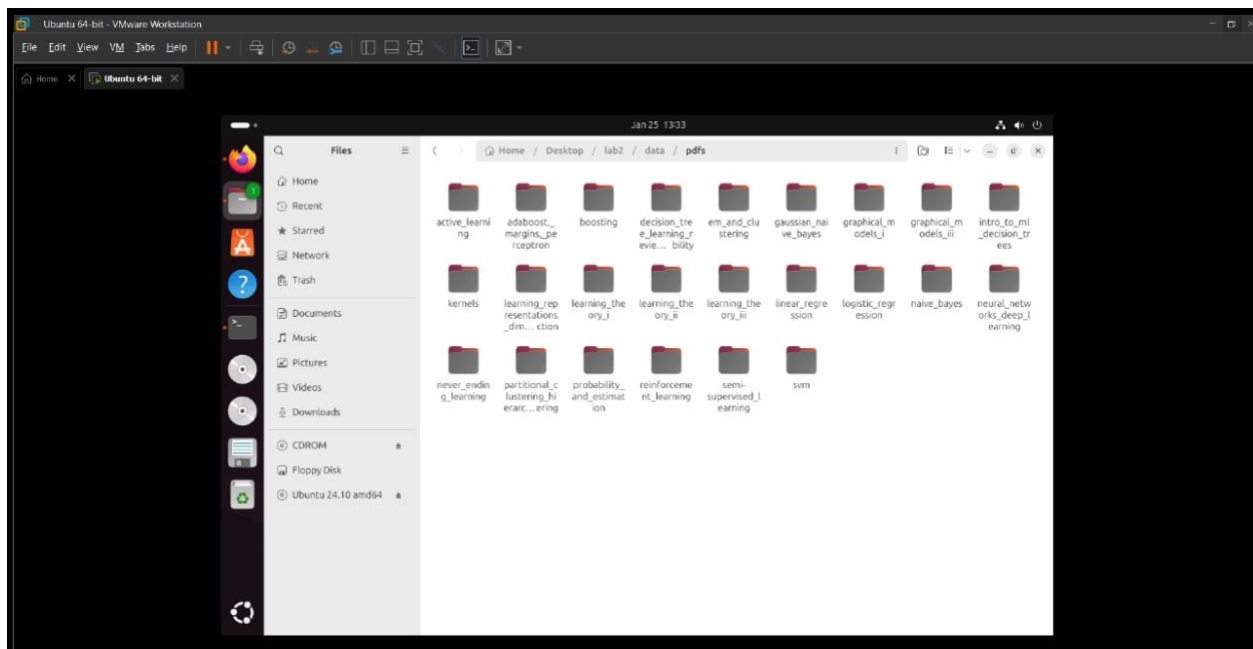 Ubuntu 64-bit - VMware Workstation
File Edit View VM Tabs Help
Home
Ubuntu 64-bit
Jan 25 13:33
1
Files
Home / Desktop / lab2 / data / pdfs
Home
Recent
Starred
Network
Trash
Documents
Music
Pictures
Videos
Downloads
CDROM
Floppy Disk
Ubuntu 24.10 amd64
active_learni
ng
adaboost,_
margins,_pe
rceptron
boosting
decision_tre
e_learning_r
evie... bility
em_and_clu
stering
gaussian_nai
ve_bayes
graphical_m
odels_i
graphical_m
odels_iii
intro_to_ml
_decision_tr
ees
kernels
learning_rep
resentations
_dim... ction
learning_the
ory_i
learning_the
ory_ii
learning_the
ory_iii
linear_regre
ssion
logistic_regr
ession
naive_bayes
neural_netw
orks_deep_l
earning
never_endin
g_learning
partitional_c
lustering_hi
erarc... ering
probability_
and_estimat
ion
reinforceme
nt_learning
semi-
supervised_l
earning
svm